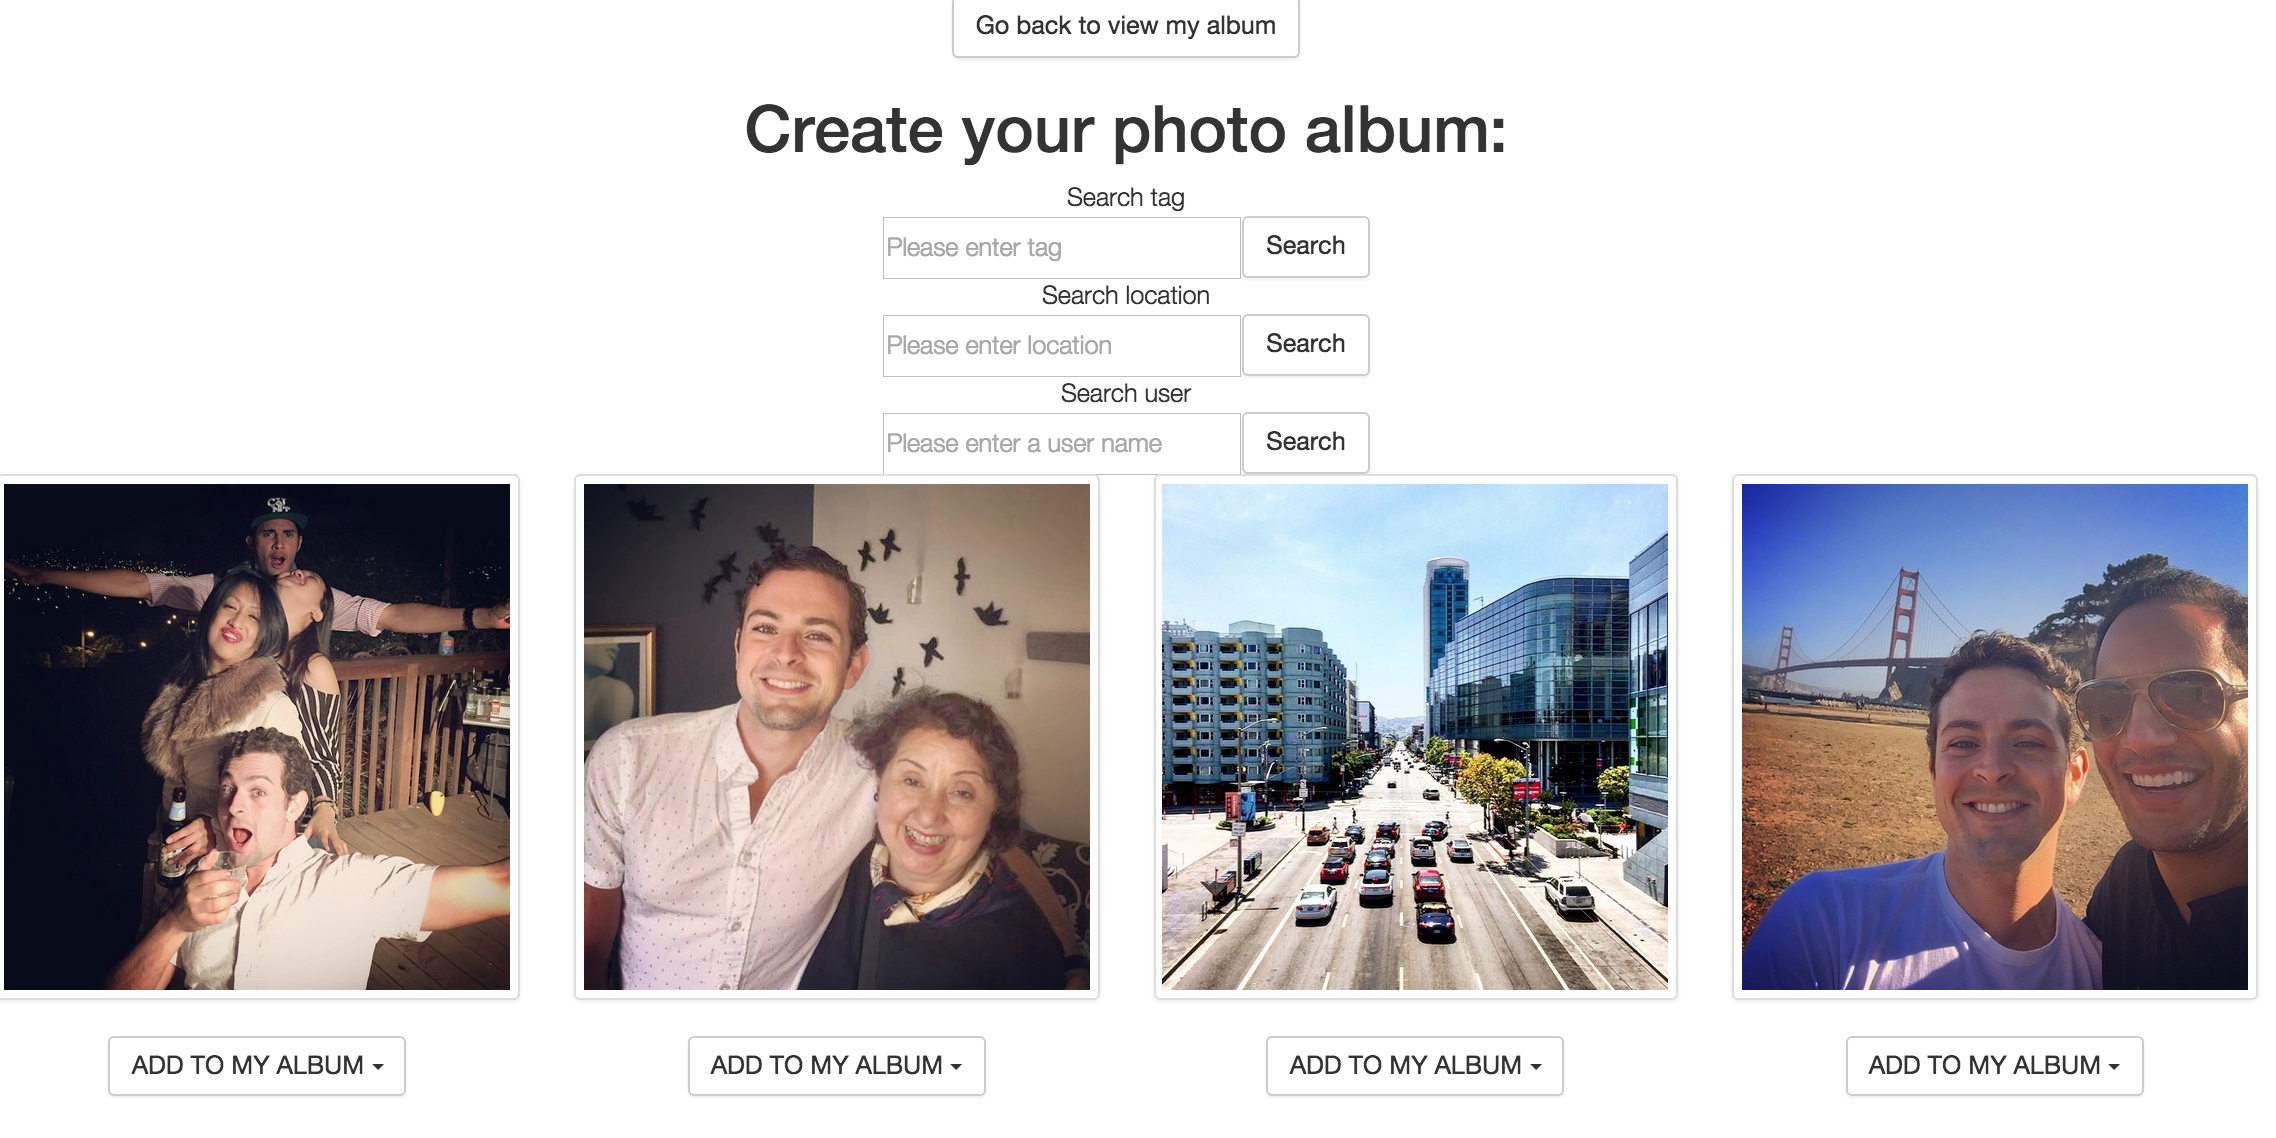 Go back to view my album
Create your photo album:
Search tag
Please enter tag Search
Search location
Please enter location Search
Search user
Please enter a user name Search
ADD TO MY ALBUM ADD TO MY ALBUM ADD TO MY ALBUM ADD TO MY ALBUM